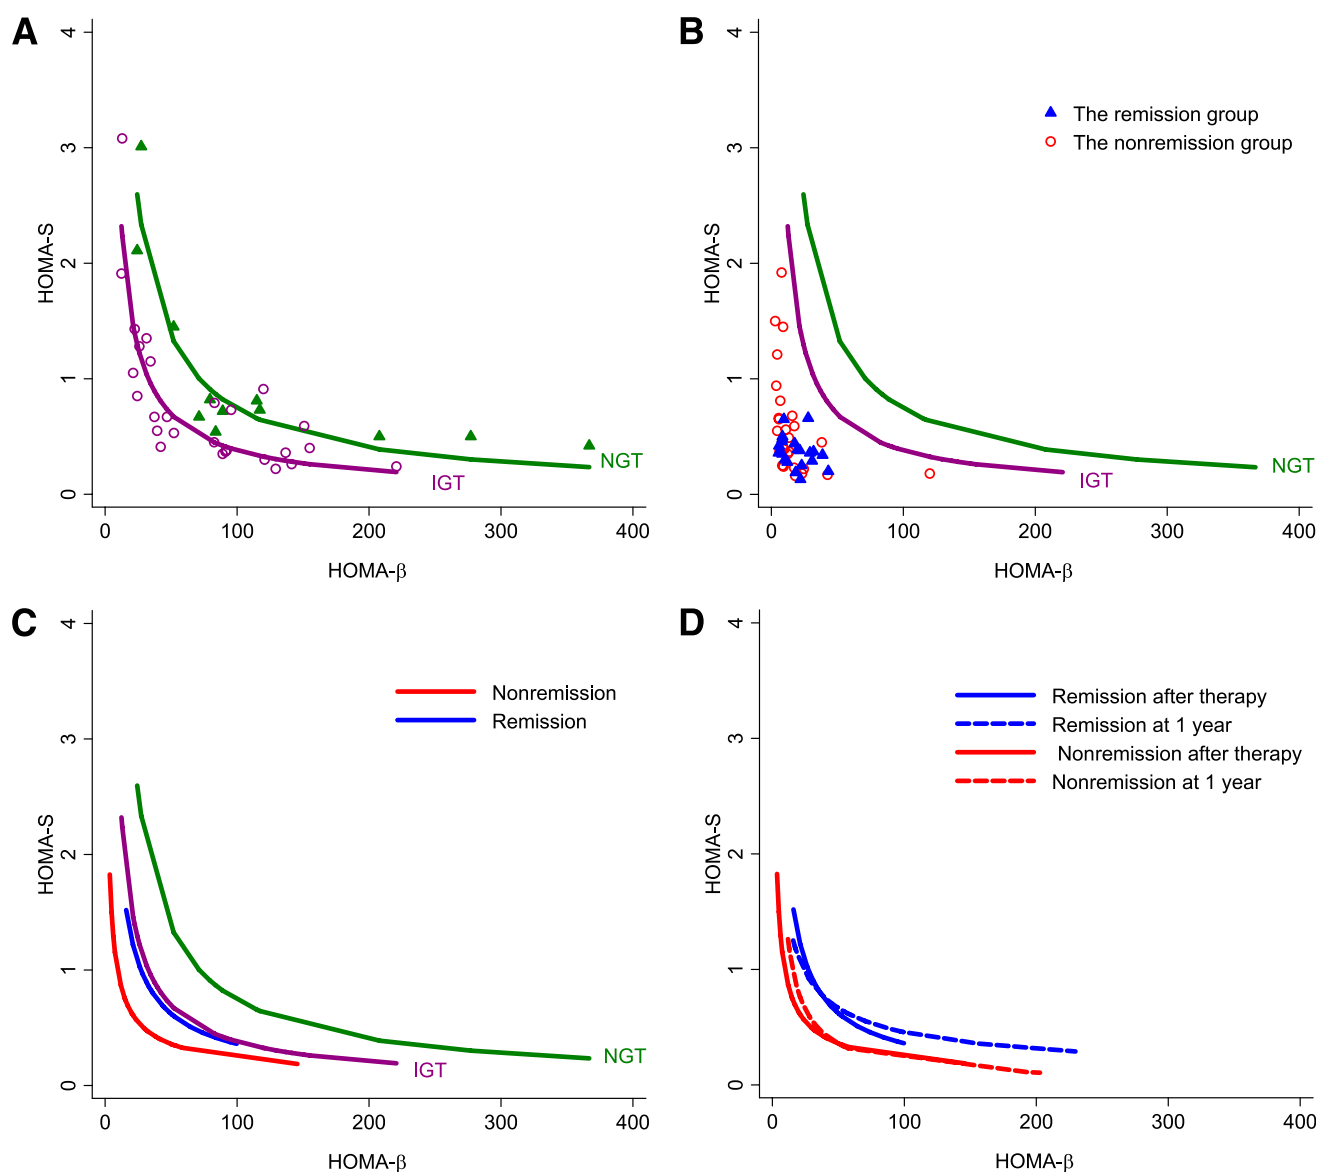 A
4
3
2
1
0
HOMA-S
NGT
IGT
0 100 200 300 400
HOMA-β
B
4
3
2
1
0
HOMA-S
The remission group
The nonremission group
NGT
IGT
0 100 200 300 400
HOMA-β
C
4
3
2
1
0
HOMA-S
Nonremission
Remission
NGT
IGT
0 100 200 300 400
HOMA-β
D
4
3
2
1
0
HOMA-S
Remission after therapy
Remission at 1 year
Nonremission after therapy
Nonremission at 1 year
0 100 200 300 400
HOMA-β